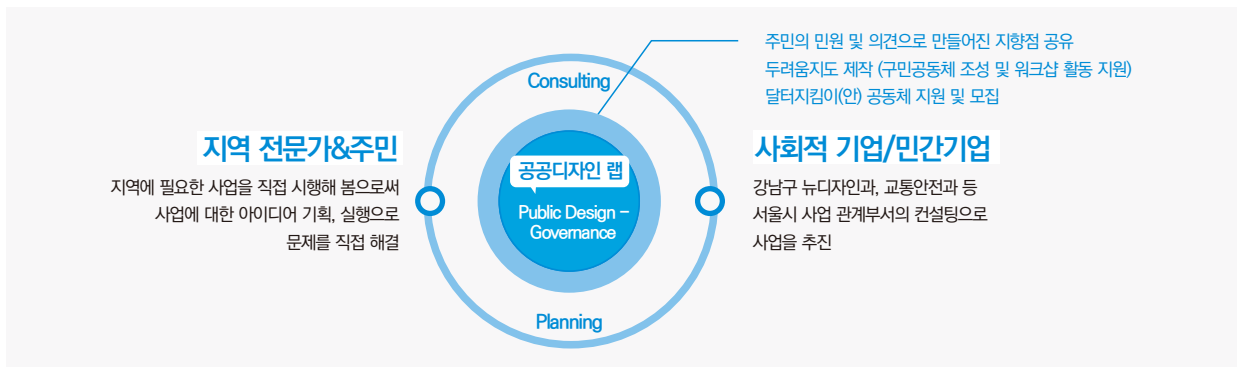 주민의 민원 및 의견으로 만들어진 지향점 공유
두려움지도 제작 (구민공동체 조성 및 워크샵 활동 지원)
달터지킴이(안) 공동체 지원 및 모집
Consulting
지역 전문가&주민
지역에 필요한 사업을 직접 시행해 봄으로써
사업에 대한 아이디어 기획, 실행으로
문제를 직접 해결
공공디자인 랩
Public Design –
Governance
사회적 기업/민간기업
강남구 뉴디자인과, 교통안전과 등
서울시 사업 관계부서의 컨설팅으로
사업을 추진
Planning